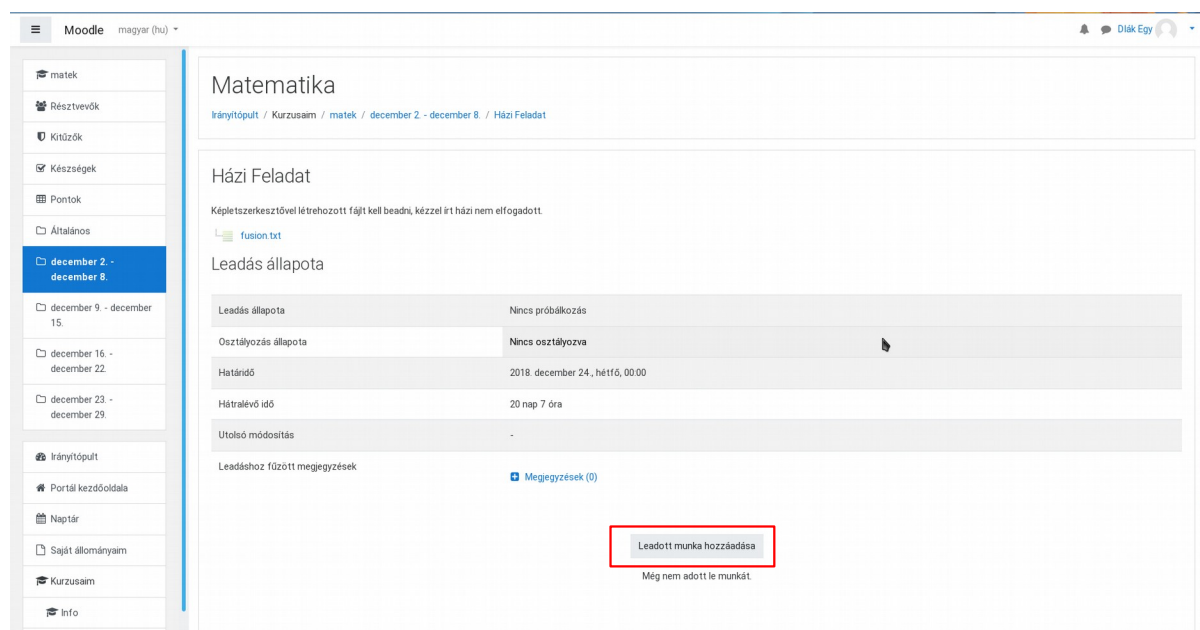 Moodle magyar (hu)
DIák Egy
matek
Résztvevők
Kitűzők
Készségek
Pontok
Általános
december 2. -
december 8.
december 9. - december
15.
december 16. -
december 22.
december 23. -
december 29.
Irányítópult
Portál kezdőoldala
Naptár
Saját állományaim
Kurzusaim
Info
Matematika
Irányítópult / Kurzusaim / matek / december 2. - december 8. / Házi Feladat
Házi Feladat
Képletszerkesztővel létrehozott fájlt kell beadni, kézzel írt házi nem elfogadott.
fusion.txt
Leadás állapota
Leadás állapota Nincs próbálkozás
Osztályozás állapota Nincs osztályozva
Határidő 2018. december 24., hétfő, 00:00
Hátralévő idő 20 nap 7 óra
Utolsó módosítás -
Leadáshoz fűzött megjegyzések
Megjegyzések (0)
Leadott munka hozzáadása
Még nem adott le munkát.